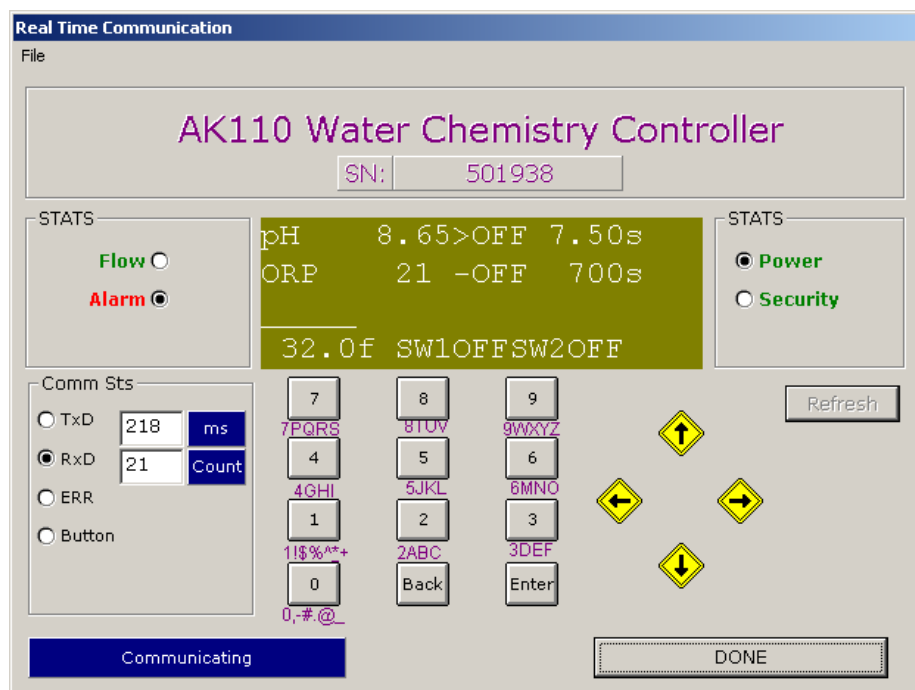 Real Time Communication
File
AK110 Water Chemistry Controller
SN: 501938
STATS
Flow
Alarm
pH 8.65>OFF 7.50s
ORP 21 -OFF 700s
32.0f SW1OFFSW2OFF
STATS
Power
Security
Comm Sts
TxD 218 ms
RxD 21 Count
ERR
Button
7 8 9
7PQRS 8TUV 9WXYZ
4 5 6
4GHI 5JKL 6MNO
1 2 3
1!$%^*+ 2ABC 3DEF
0 Back Enter
0,-#.@_
Refresh
Communicating
DONE